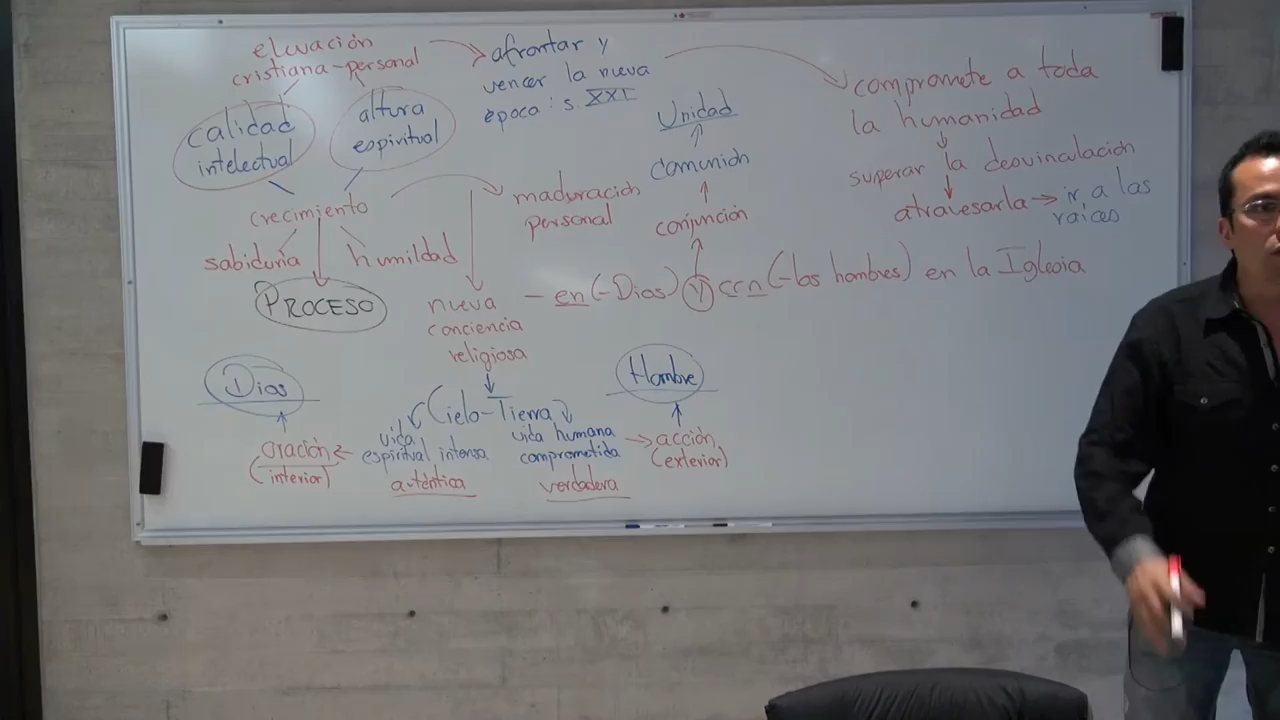 elevación
cristiana-personal
calidad
intelectual
altura
espiritual
crecimiento
sabiduría
humildad
PROCESO
afrontar y
vencer la nueva
época: s XXI
maduración
personal
nueva
conciencia
religiosa
Unidad
comunión
conjunción
compromete a toda
la humanidad
superar la desvinculación
atravesarla → ir a las
raíces
- en (-Dios) y con (-los hombres) en la Iglesia
Cielo-Tierra
Dios
oración
(interior)
vida
espiritual intensa
auténtica
vida humana
comprometida
verdadera
Hombre
acción
(exterior)